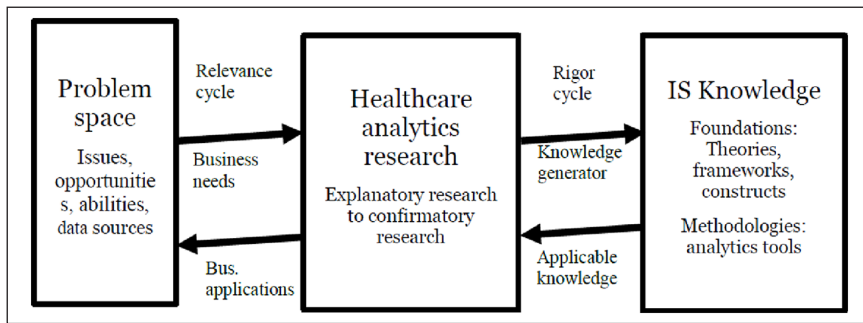 Problem
space
Issues,
opportunitie
s, abilities,
data sources
Relevance
cycle
Business
needs
Bus.
applications
Healthcare
analytics
research
Explanatory research
to confirmatory
research
Rigor
cycle
Knowledge
generator
Applicable
knowledge
IS Knowledge
Foundations:
Theories,
frameworks,
constructs
Methodologies:
analytics tools